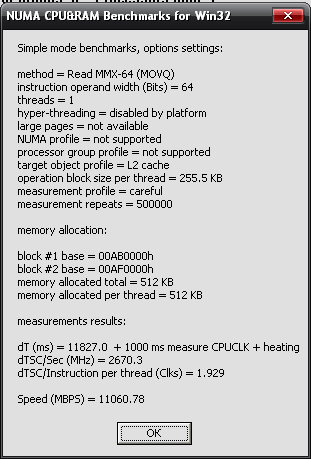 NUMA CPU&RAM Benchmarks for Win32
Simple mode benchmarks, options settings:
method = Read MMX-64 (MOVQ)
instruction operand width (Bits) = 64
threads = 1
hyper-threading = disabled by platform
large pages = not available
NUMA profile = not supported
processor group profile = not supported
target object profile = L2 cache
operation block size per thread = 255.5 KB
measurement profile = careful
measurement repeats = 500000
memory allocation:
block #1 base = 00AB0000h
block #2 base = 00AF0000h
memory allocated total = 512 KB
memory allocated per thread = 512 KB
measurements results:
dT (ms) = 11827.0  + 1000 ms measure CPUCLK + heating
dTSC/Sec (MHz) = 2670.3
dTSC/Instruction per thread (Clks) = 1.929
Speed (MBPS) = 11060.78
OK